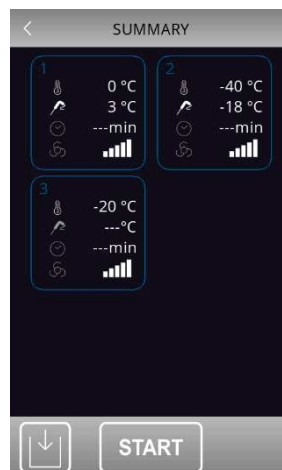 SUMMARY
1
0 °C
3 °C
---min
2
-40 °C
-18 °C
---min
3
-20 °C
---°C
---min
START